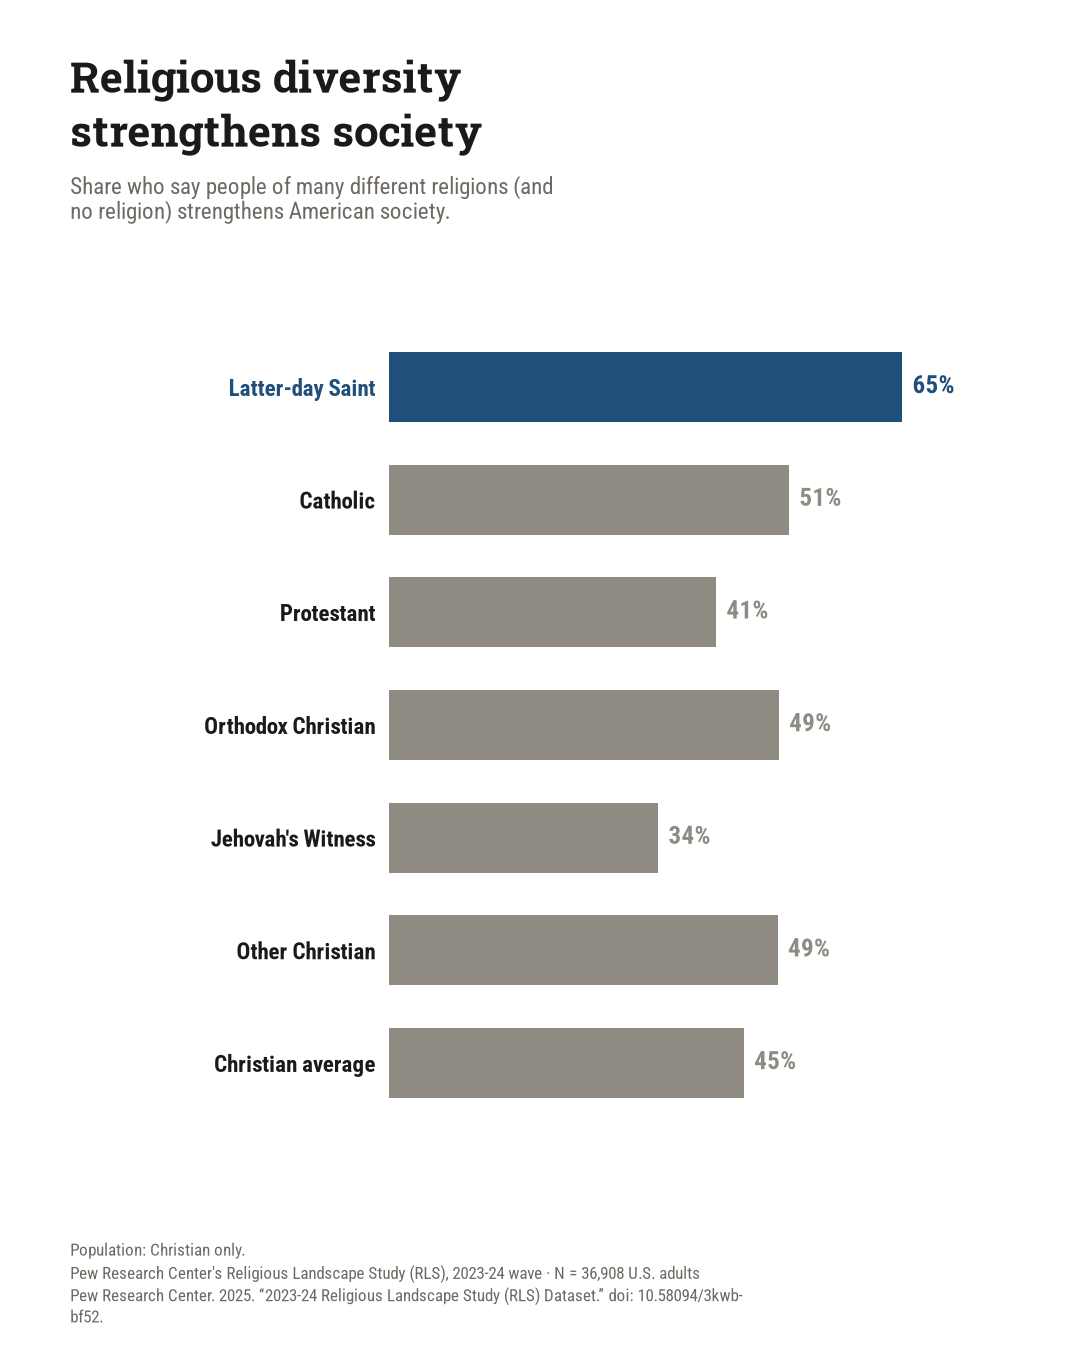 Religious diversity
strengthens society
Share who say people of many different religions (and
no religion) strengthens American society.
Latter-day Saint
65%
Catholic
51%
Protestant
41%
Orthodox Christian
49%
Jehovah's Witness
34%
Other Christian
49%
Christian average
45%
Population: Christian only.
Pew Research Center's Religious Landscape Study (RLS), 2023-24 wave · N = 36,908 U.S. adults
Pew Research Center. 2025. “2023-24 Religious Landscape Study (RLS) Dataset.” doi: 10.58094/3kwb-
bf52.